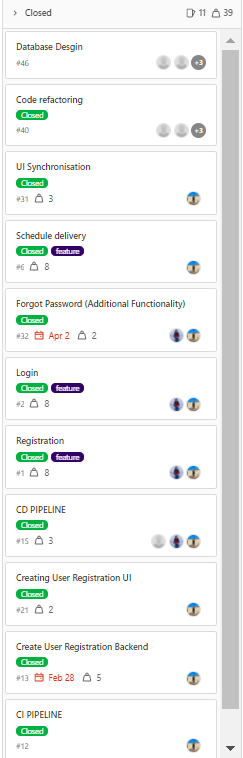 Closed 11 39
Database Desgin
#46 +3
Code refactoring
Closed
#40 +3
UI Synchronisation
Closed
#31 3
Schedule delivery
Closed feature
#6 8
Forgot Password (Additional Functionality)
Closed
#32 Apr 2 2
Login
Closed feature
#2 8
Registration
Closed feature
#1 8
CD PIPELINE
Closed
#15 3
Creating User Registration UI
Closed
#21 2
Create User Registration Backend
Closed
#13 Feb 28 5
CI PIPELINE
Closed
#12